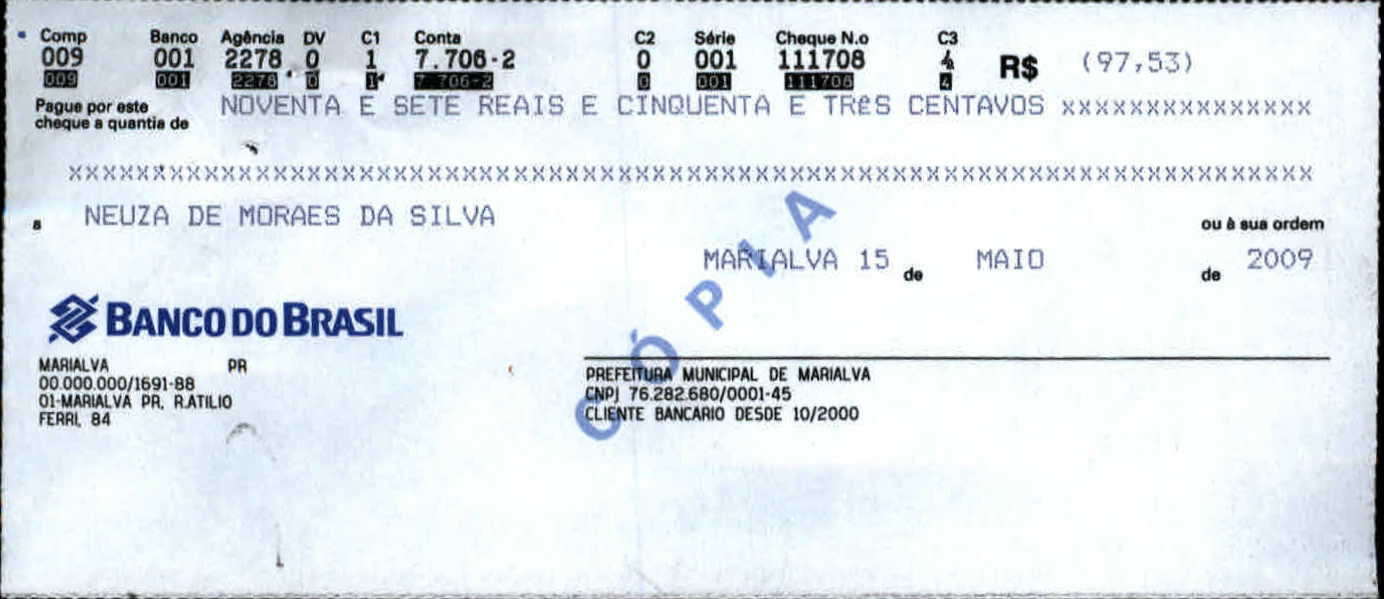 Comp Banco Agência DV C1 Conta C2 Série Cheque N.o C3
009 001 2278 0 1 7.706-2 0 001 111708 4 R$ (97,53)
009 001 2278 0 1 7 706-2 0 001 111708 4
Pague por este
cheque a quantia de NOVENTA E SETE REAIS E CINQUENTA E TRêS CENTAVOS xxxxxxxxxxxxxxx
XXXXXXXXXXXXXXXXXXXXXXXXXXXXXXXXXXXXXXXXXXXXXXXXXXXXXXXXXXXXXXXXXXXXXXXXX
a NEUZA DE MORAES DA SILVA ou à sua ordem
MARIALVA 15 de MAIO de 2009
CÓPIA
BANCO DO BRASIL
MARIALVA PR
00.000.000/1691-88
01-MARIALVA PR. R.ATILIO
FERRI, 84
PREFEITURA MUNICIPAL DE MARIALVA
CNPJ 76.282.680/0001-45
CLIENTE BANCARIO DESDE 10/2000